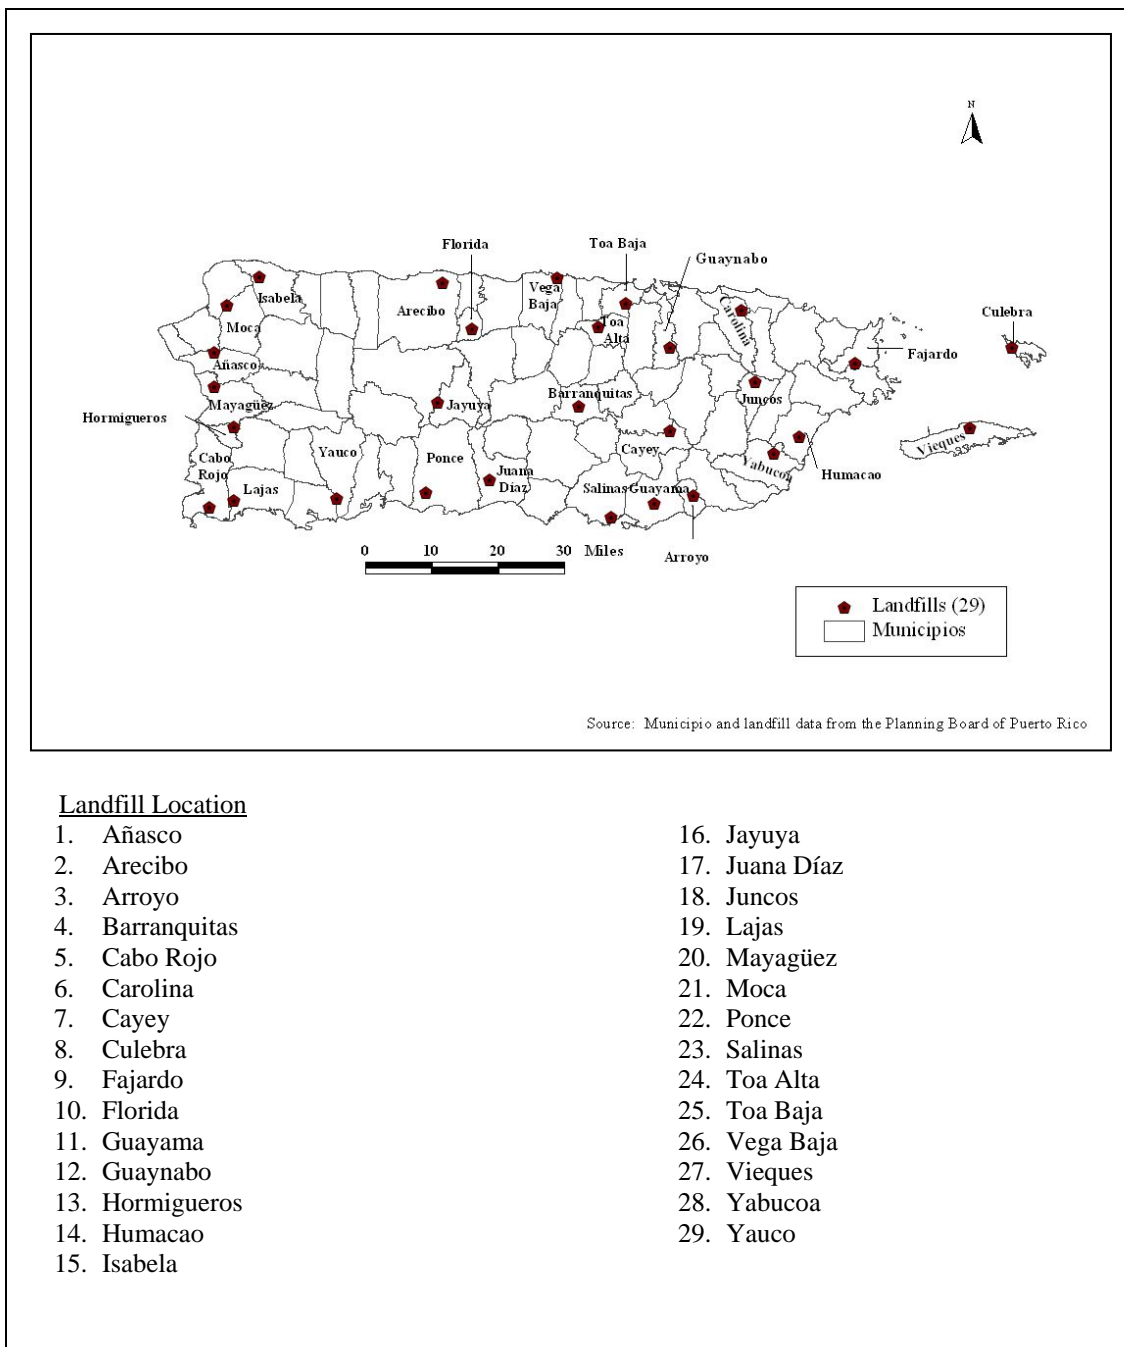 N
Florida
Toa Baja
Guaynabo
Isabela
Arecibo
Vega
Baja
Carolina
Culebra
Moca
Toa
Alta
Fajardo
Añasco
Mayagüez
Jayuya
Barranquitas
Juncos
Hormigueros
Cabo
Rojo
Yauco
Ponce
Cayey
Yabucoa
Humacao
Vieques
Lajas
Juana
Díaz
Salinas
Guayama
Arroyo
0 10 20 30 Miles
Landfills (29)
Municipios
Source: Municipio and landfill data from the Planning Board of Puerto Rico
Landfill Location
1. Añasco
2. Arecibo
3. Arroyo
4. Barranquitas
5. Cabo Rojo
6. Carolina
7. Cayey
8. Culebra
9. Fajardo
10. Florida
11. Guayama
12. Guaynabo
13. Hormigueros
14. Humacao
15. Isabela
16. Jayuya
17. Juana Díaz
18. Juncos
19. Lajas
20. Mayagüez
21. Moca
22. Ponce
23. Salinas
24. Toa Alta
25. Toa Baja
26. Vega Baja
27. Vieques
28. Yabucoa
29. Yauco